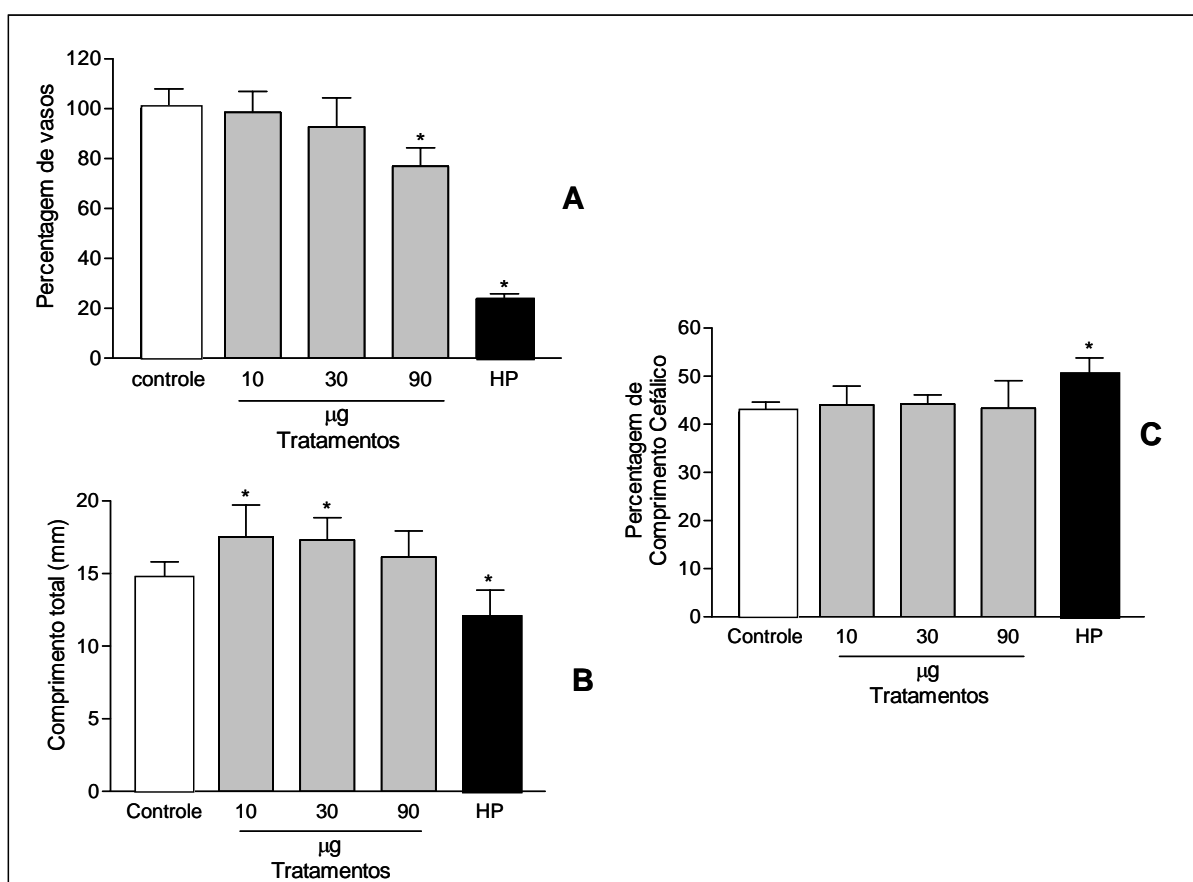 Percentagem de vasos
120
100
80
60
40
20
0
*
*
controle 10 30 90 HP
µg
Tratamentos
A
Comprimento total (mm)
20
15
10
5
0
* *
*
Controle 10 30 90 HP
µg
Tratamentos
B
Percentagem de
Comprimento Cefálico
60
50
40
30
20
10
0
*
Controle 10 30 90 HP
µg
Tratamentos
C